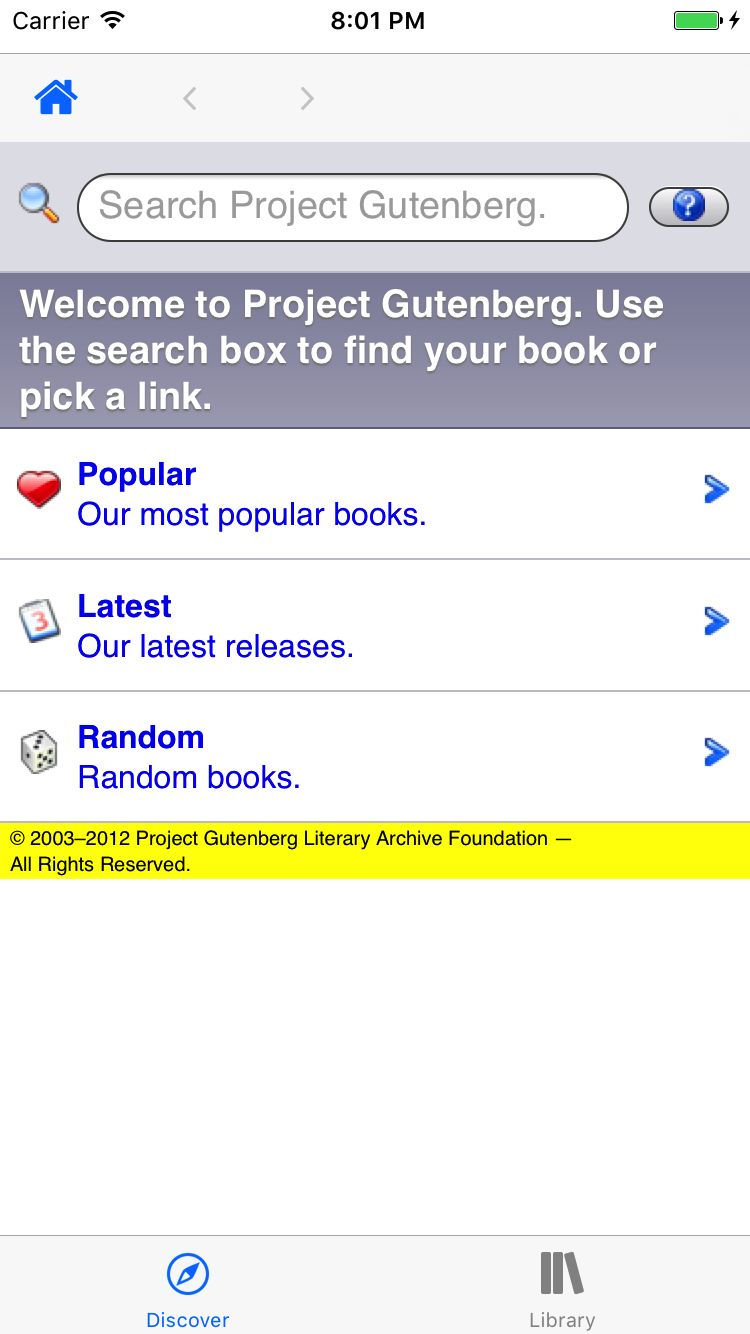 Carrier 8:01 PM
Search Project Gutenberg.
?
Welcome to Project Gutenberg. Use
the search box to find your book or
pick a link.
Popular
Our most popular books.
3
Latest
Our latest releases.
Random
Random books.
© 2003–2012 Project Gutenberg Literary Archive Foundation —
All Rights Reserved.
Discover Library